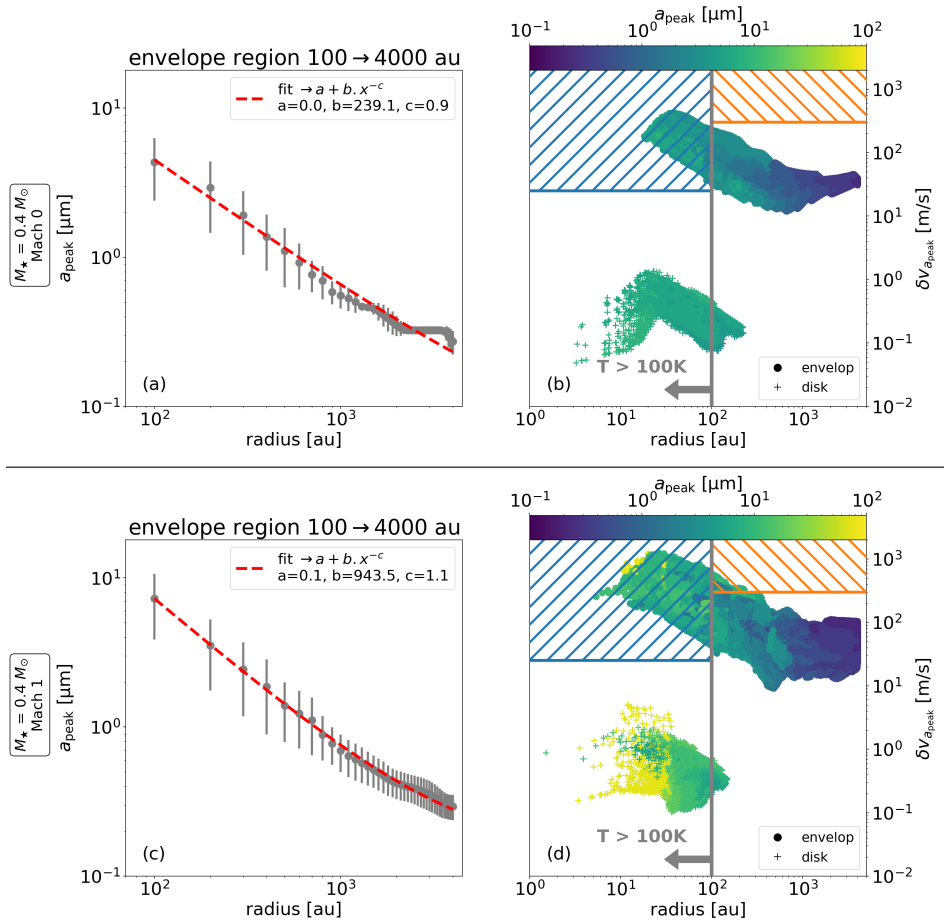 a_peak [μm]
10^-1 10^0 10^1 10^2
envelope region 100 → 4000 au
fit → a + b. x^-c
a=0.0, b=239.1, c=0.9
M_★ = 0.4 M_⊙
Mach 0
a_peak [μm]
10^1
10^0
10^-1
(a)
10^2 10^3
radius [au]
10^3
10^2
10^1
10^0
10^-1
10^-2
δv_a_peak [m/s]
T > 100K
(b)
envelop
disk
10^0 10^1 10^2 10^3
radius [au]
a_peak [μm]
10^-1 10^0 10^1 10^2
envelope region 100 → 4000 au
fit → a + b. x^-c
a=0.1, b=943.5, c=1.1
M_★ = 0.4 M_⊙
Mach 1
a_peak [μm]
10^1
10^0
10^-1
(c)
10^2 10^3
radius [au]
10^3
10^2
10^1
10^0
10^-1
10^-2
δv_a_peak [m/s]
T > 100K
(d)
envelop
disk
10^0 10^1 10^2 10^3
radius [au]